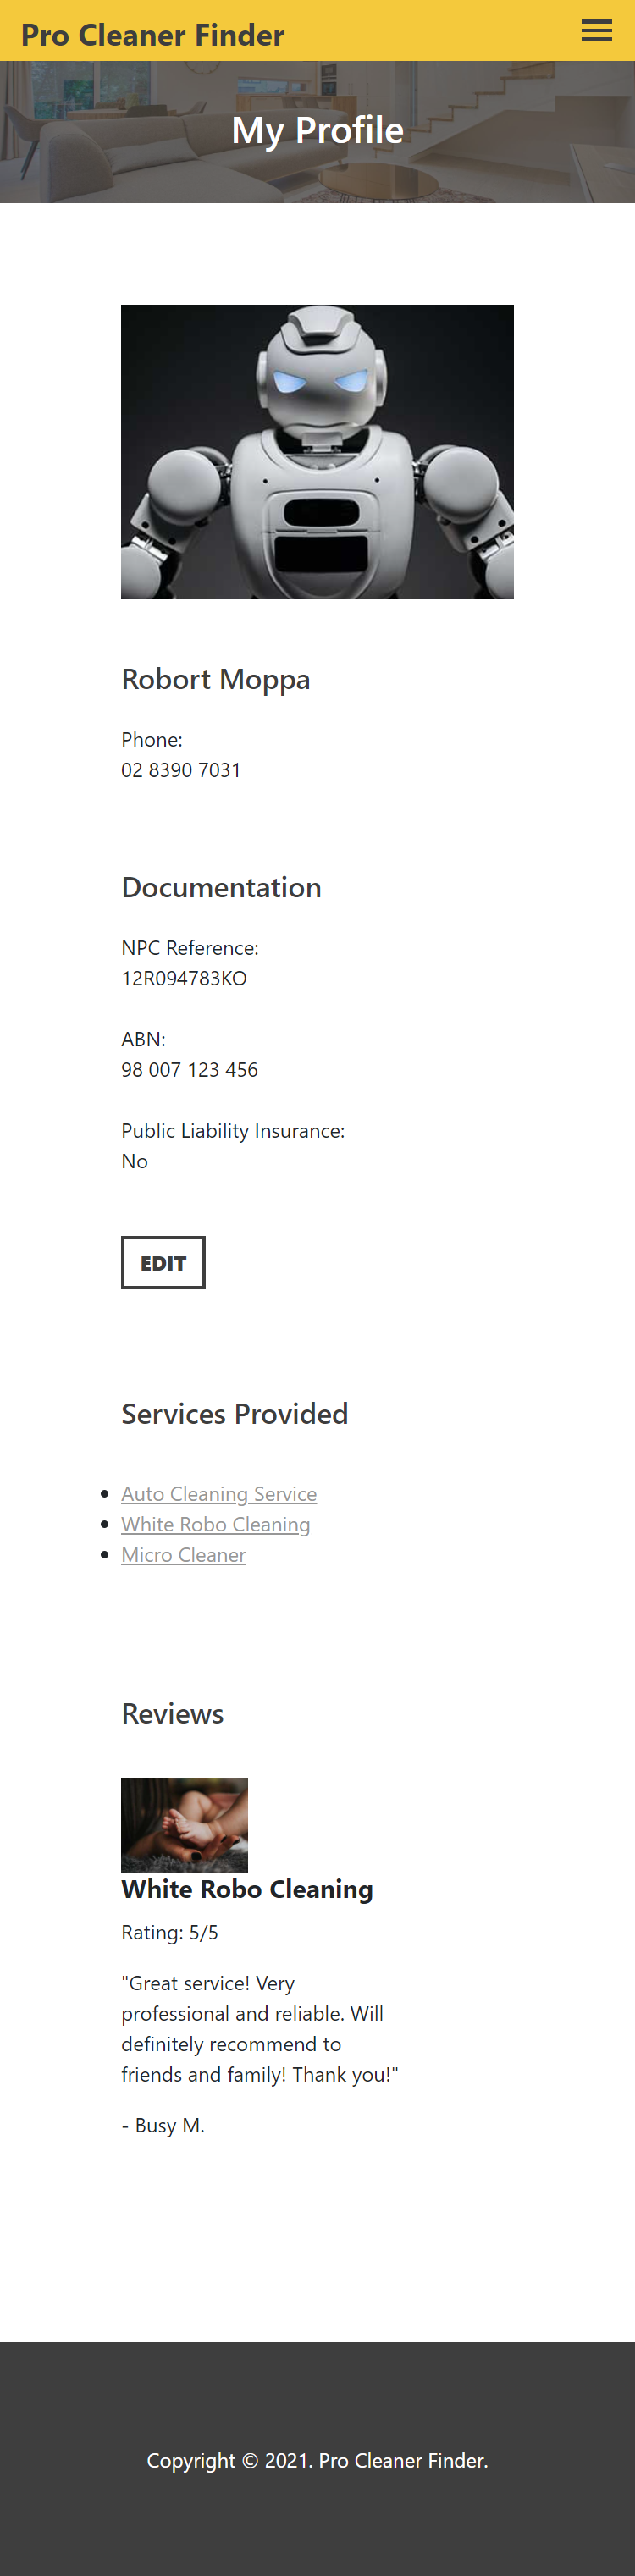 Pro Cleaner Finder
My Profile
Robort Moppa
Phone:
02 8390 7031
Documentation
NPC Reference:
12R094783KO
ABN:
98 007 123 456
Public Liability Insurance:
No
EDIT
Services Provided
Auto Cleaning Service
White Robo Cleaning
Micro Cleaner
Reviews
White Robo Cleaning
Rating: 5/5
"Great service! Very
professional and reliable. Will
definitely recommend to
friends and family! Thank you!"
- Busy M.
Copyright © 2021. Pro Cleaner Finder.